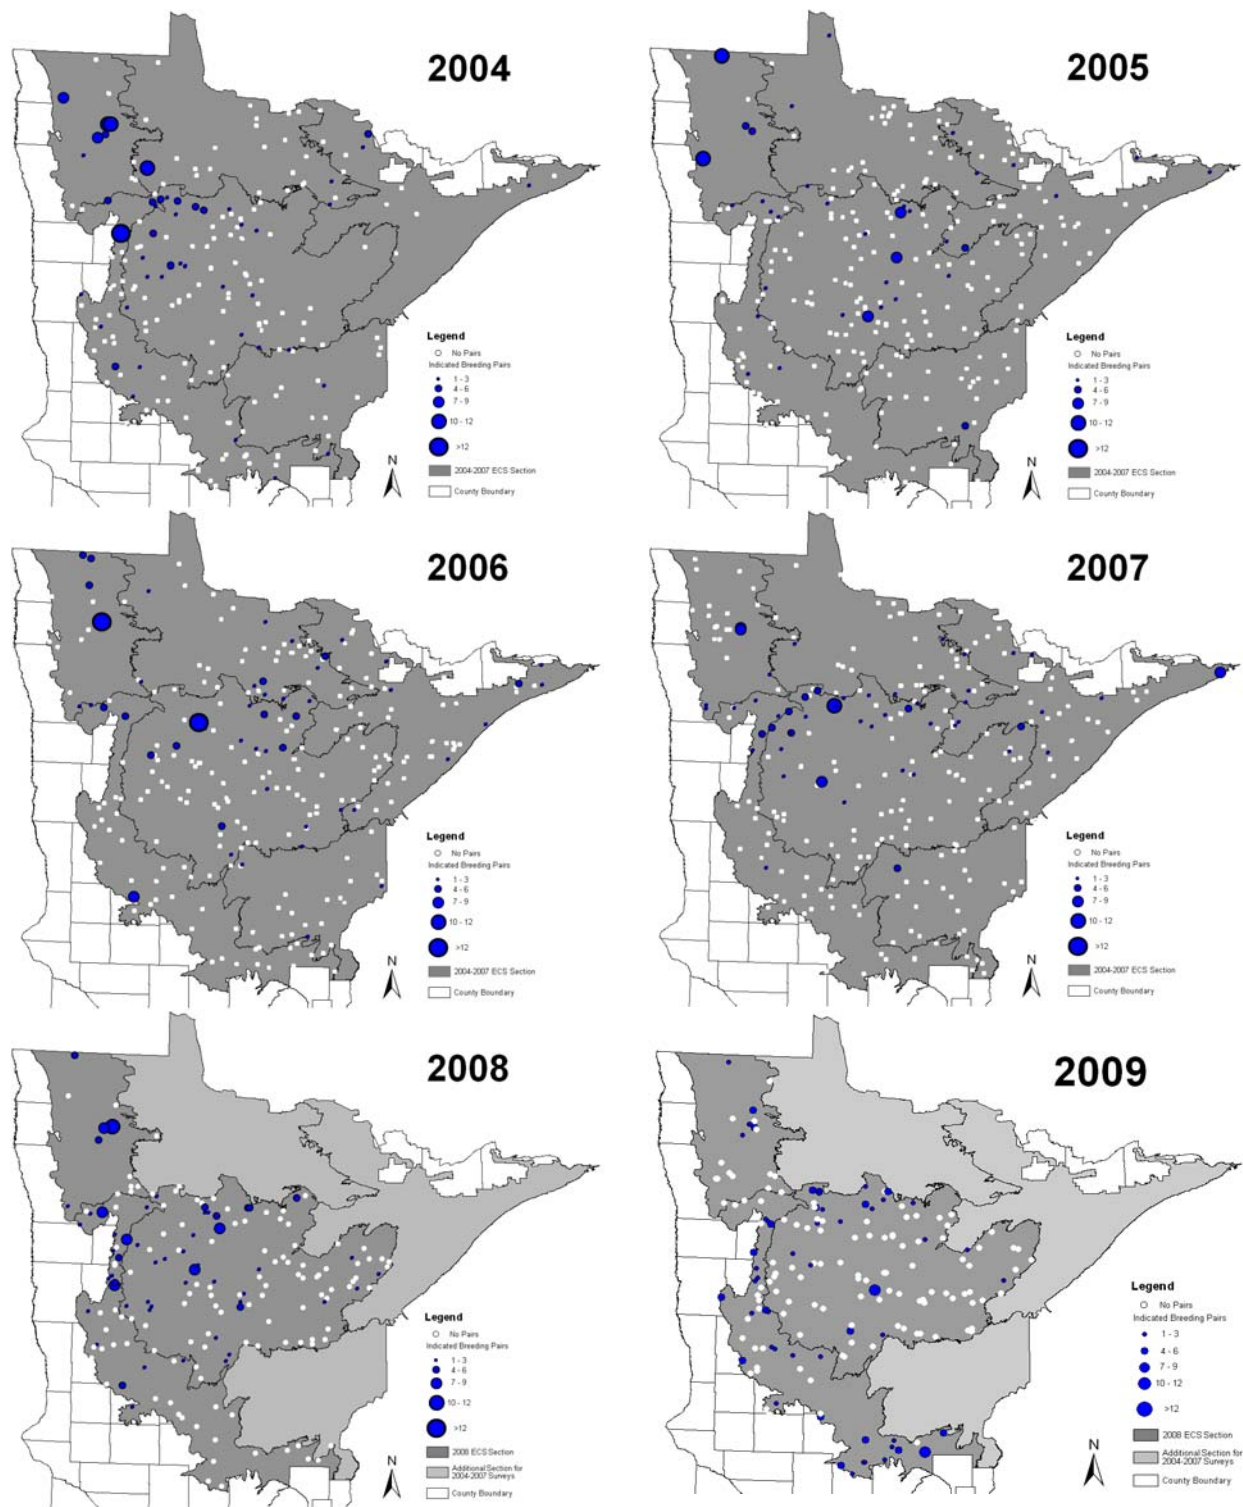 2004
Legend
No Pairs
Indicated Breeding Pairs
1 - 3
4 - 6
7 - 9
10 - 12
>12
2004-2007 ECS Section
County Boundary
N
2005
Legend
No Pairs
Indicated Breeding Pairs
1 - 3
4 - 6
7 - 9
10 - 12
>12
2004-2007 ECS Section
County Boundary
N
2006
Legend
No Pairs
Indicated Breeding Pairs
1 - 3
4 - 6
7 - 9
10 - 12
>12
2004-2007 ECS Section
County Boundary
N
2007
Legend
No Pairs
Indicated Breeding Pairs
1 - 3
4 - 6
7 - 9
10 - 12
>12
2004-2007 ECS Section
County Boundary
N
2008
Legend
No Pairs
Indicated Breeding Pairs
1 - 3
4 - 6
7 - 9
10 - 12
>12
2008 ECS Section
Additional Section for
2004-2007 Surveys
County Boundary
N
2009
Legend
No Pairs
Indicated Breeding Pairs
1 - 3
4 - 6
7 - 9
10 - 12
>12
2008 ECS Section
Additional Section for
2004-2007 Surveys
County Boundary
N